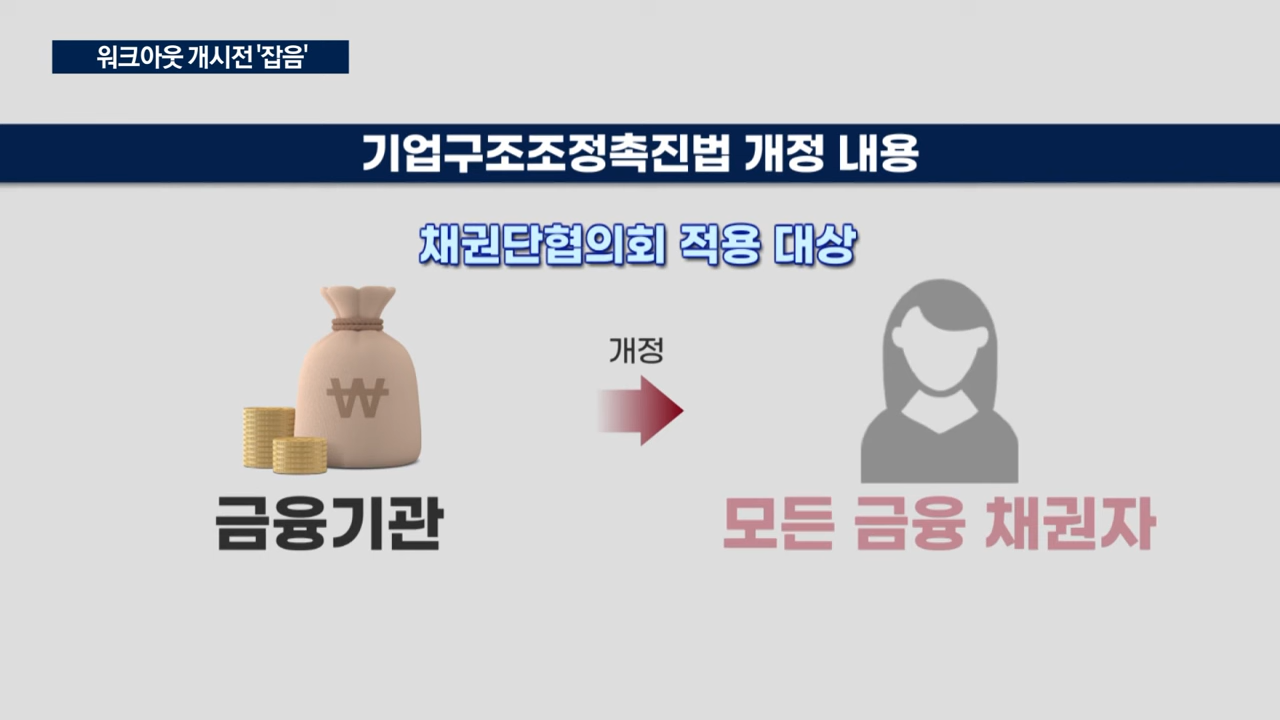 워크아웃 개시전 '잡음'
기업구조조정촉진법 개정 내용
채권단협의회 적용 대상
개정
₩
금융기관
모든 금융 채권자